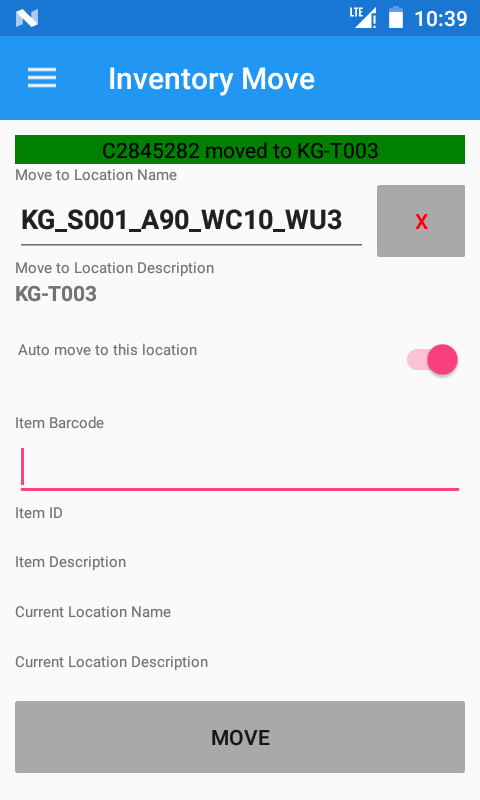 LTE 10:39
Inventory Move
C2845282 moved to KG-T003
Move to Location Name
KG_S001_A90_WC10_WU3 X
Move to Location Description
KG-T003
Auto move to this location
Item Barcode
Item ID
Item Description
Current Location Name
Current Location Description
MOVE